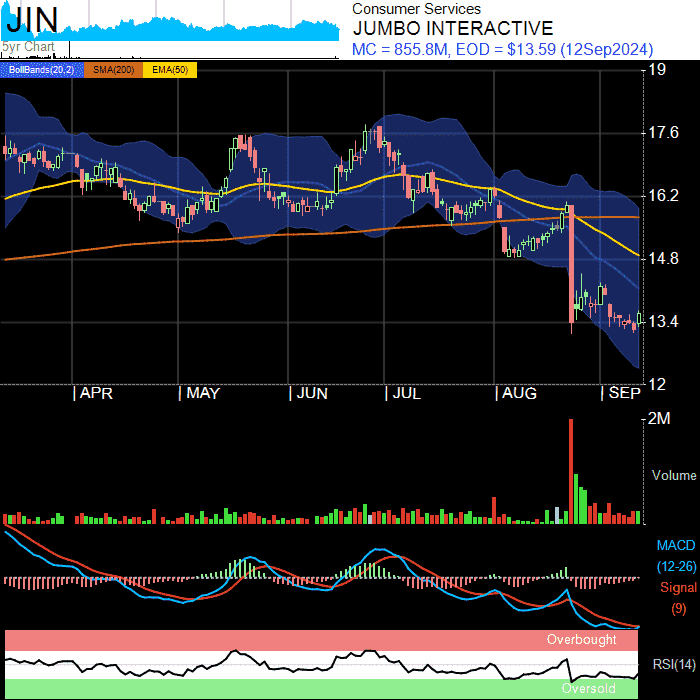 JIN
5yr Chart
Consumer Services
JUMBO INTERACTIVE
MC = 855.8M, EOD = $13.59 (12Sep2024)
BollBands(20,2) SMA(200) EMA(50)
19
17.6
16.2
14.8
13.4
12
APR MAY JUN JUL AUG SEP
2M
Volume
MACD
(12-26)
Signal
(9)
Overbought
RSI(14)
Oversold